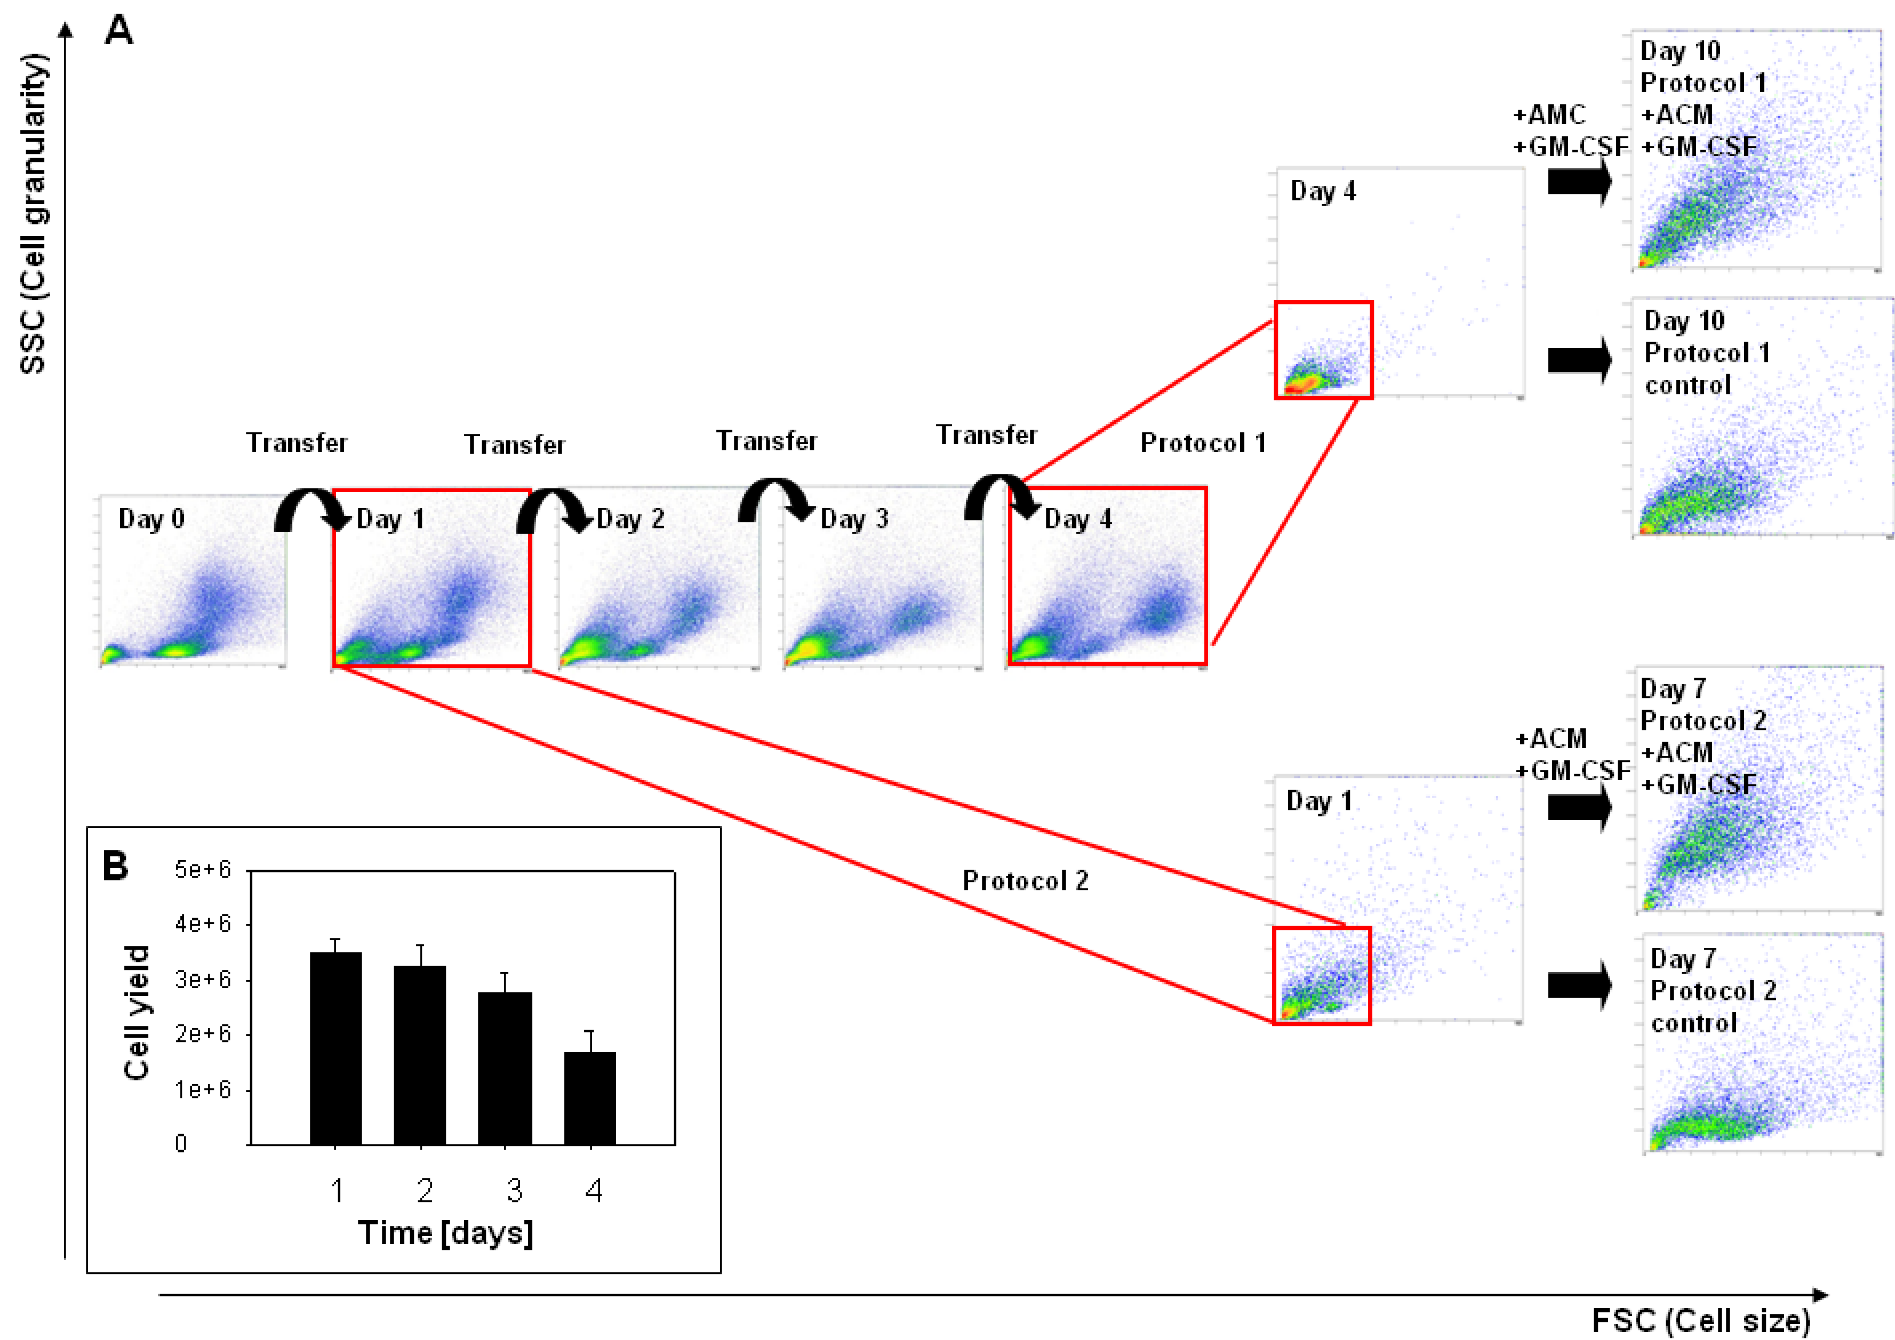 A
SSC (Cell granularity)
Day 10
Protocol 1
+ACM
+GM-CSF
+AMC
+GM-CSF
Day 4
Day 10
Protocol 1
control
Transfer
Transfer
Transfer
Transfer
Protocol 1
Day 0
Day 1
Day 2
Day 3
Day 4
Day 7
Protocol 2
+ACM
+GM-CSF
+ACM
+GM-CSF
Day 1
Protocol 2
Day 7
Protocol 2
control
B
5e+6
4e+6
3e+6
2e+6
1e+6
0
Cell yield
1 2 3 4
Time [days]
FSC (Cell size)